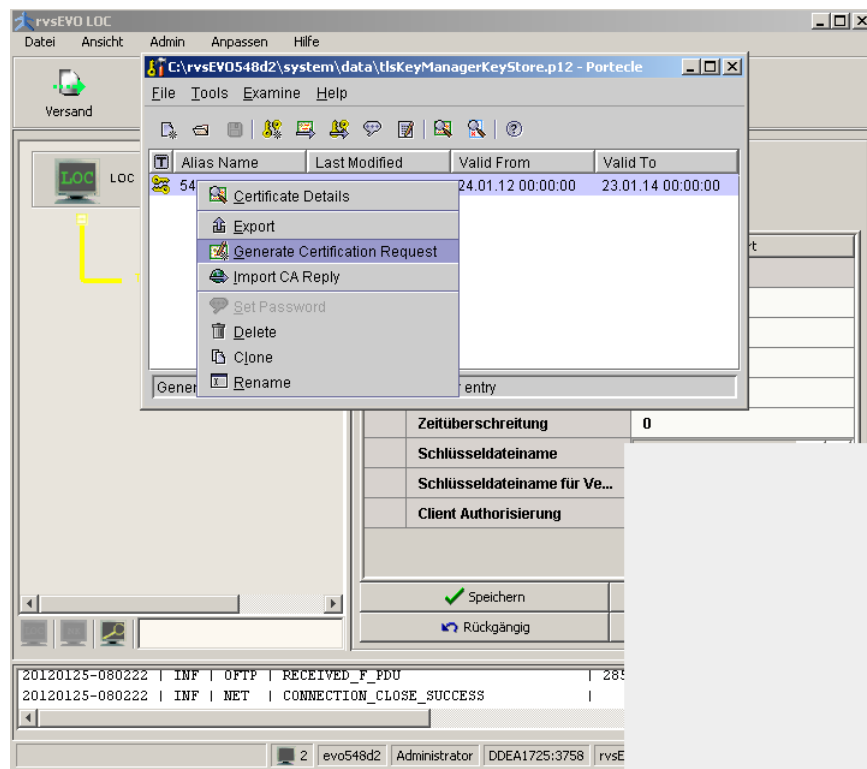 rvsEVO LOC
Datei Ansicht Admin Anpassen Hilfe
C:\rvsEVO548d2\system\data\tlsKeyManagerKeyStore.p12 - Portecle
File Tools Examine Help
Versand
T Alias Name Last Modified Valid From Valid To
LOC LOC
54 24.01.12 00:00:00 23.01.14 00:00:00
Certificate Details
Export
Generate Certification Request
Import CA Reply
Set Password
Delete
Clone
Rename
Gener entry
Zeitüberschreitung 0
Schlüsseldateiname
Schlüsseldateiname für Ve...
Client Authorisierung
Speichern
Rückgängig
20120125-080222 | INF | OFTP | RECEIVED_F_PDU | 285
20120125-080222 | INF | NET | CONNECTION_CLOSE_SUCCESS |
2 evo548d2 Administrator DDEA1725:3758 rvsE